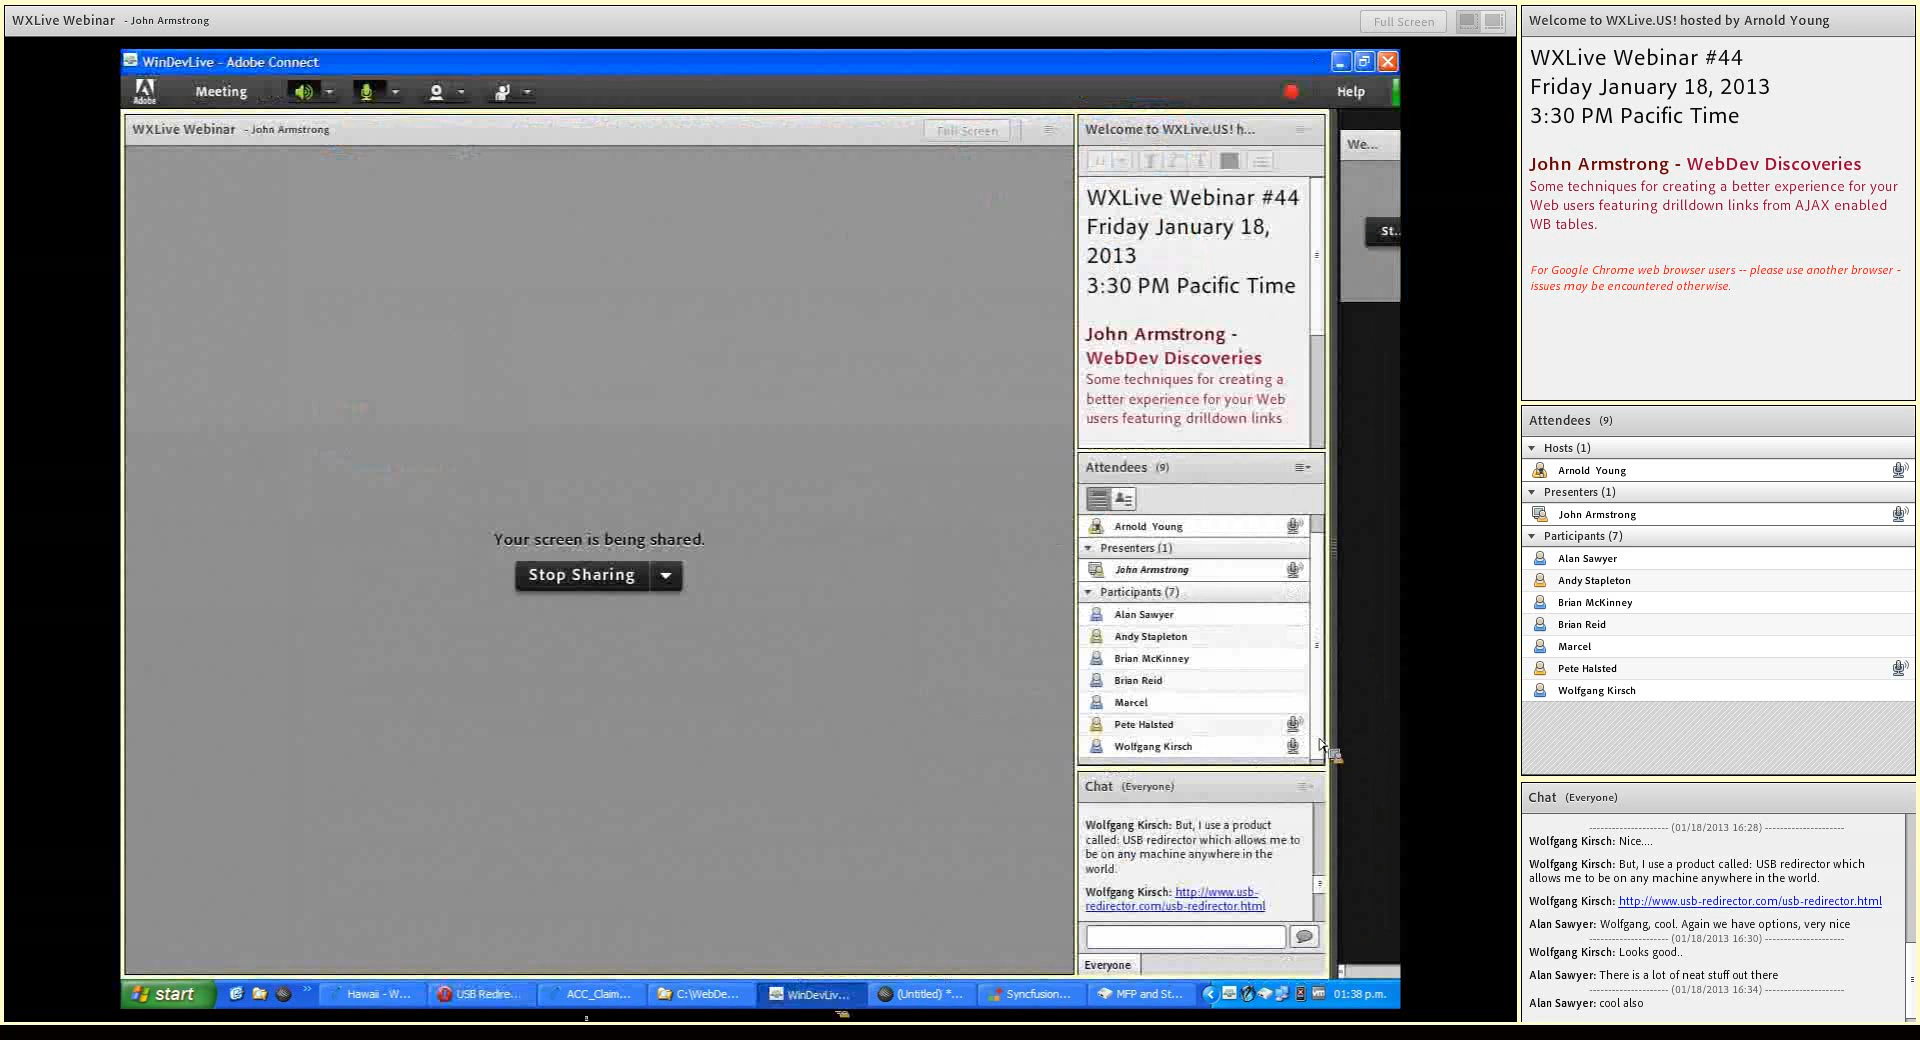 WXLive Webinar - John Armstrong
Full Screen
WinDevLive - Adobe Connect
Adobe
Meeting
Help
WXLive Webinar - John Armstrong
Full Screen
Your screen is being shared.
Stop Sharing
Welcome to WXLive.US! h...
WXLive Webinar #44
Friday January 18,
2013
3:30 PM Pacific Time
John Armstrong -
WebDev Discoveries
Some techniques for creating a
better experience for your Web
users featuring drilldown links
Attendees (9)
Arnold Young
Presenters (1)
John Armstrong
Participants (7)
Alan Sawyer
Andy Stapleton
Brian McKinney
Brian Reid
Marcel
Pete Halsted
Wolfgang Kirsch
Chat (Everyone)
Wolfgang Kirsch: But, I use a product
called: USB redirector which allows me to
be on any machine anywhere in the
world.
Wolfgang Kirsch: http://www.usb-
redirector.com/usb-redirector.html
Everyone
We...
St...
start
Hawaii - W...
USB Redire...
ACC_Claim...
C:\WebDe...
WinDevLiv...
(Untitled) *...
Syncfusion...
MFP and St...
01:38 p.m.
Welcome to WXLive.US! hosted by Arnold Young
WXLive Webinar #44
Friday January 18, 2013
3:30 PM Pacific Time
John Armstrong - WebDev Discoveries
Some techniques for creating a better experience for your
Web users featuring drilldown links from AJAX enabled
WB tables.
For Google Chrome web browser users -- please use another browser -
issues may be encountered otherwise.
Attendees (9)
Hosts (1)
Arnold Young
Presenters (1)
John Armstrong
Participants (7)
Alan Sawyer
Andy Stapleton
Brian McKinney
Brian Reid
Marcel
Pete Halsted
Wolfgang Kirsch
Chat (Everyone)
--------------------- (01/18/2013 16:28) ---------------------
Wolfgang Kirsch: Nice....
Wolfgang Kirsch: But, I use a product called: USB redirector which
allows me to be on any machine anywhere in the world.
Wolfgang Kirsch: http://www.usb-redirector.com/usb-redirector.html
Alan Sawyer: Wolfgang, cool. Again we have options, very nice
--------------------- (01/18/2013 16:30) ---------------------
Wolfgang Kirsch: Looks good..
Alan Sawyer: There is a lot of neat stuff out there
--------------------- (01/18/2013 16:34) ---------------------
Alan Sawyer: cool also